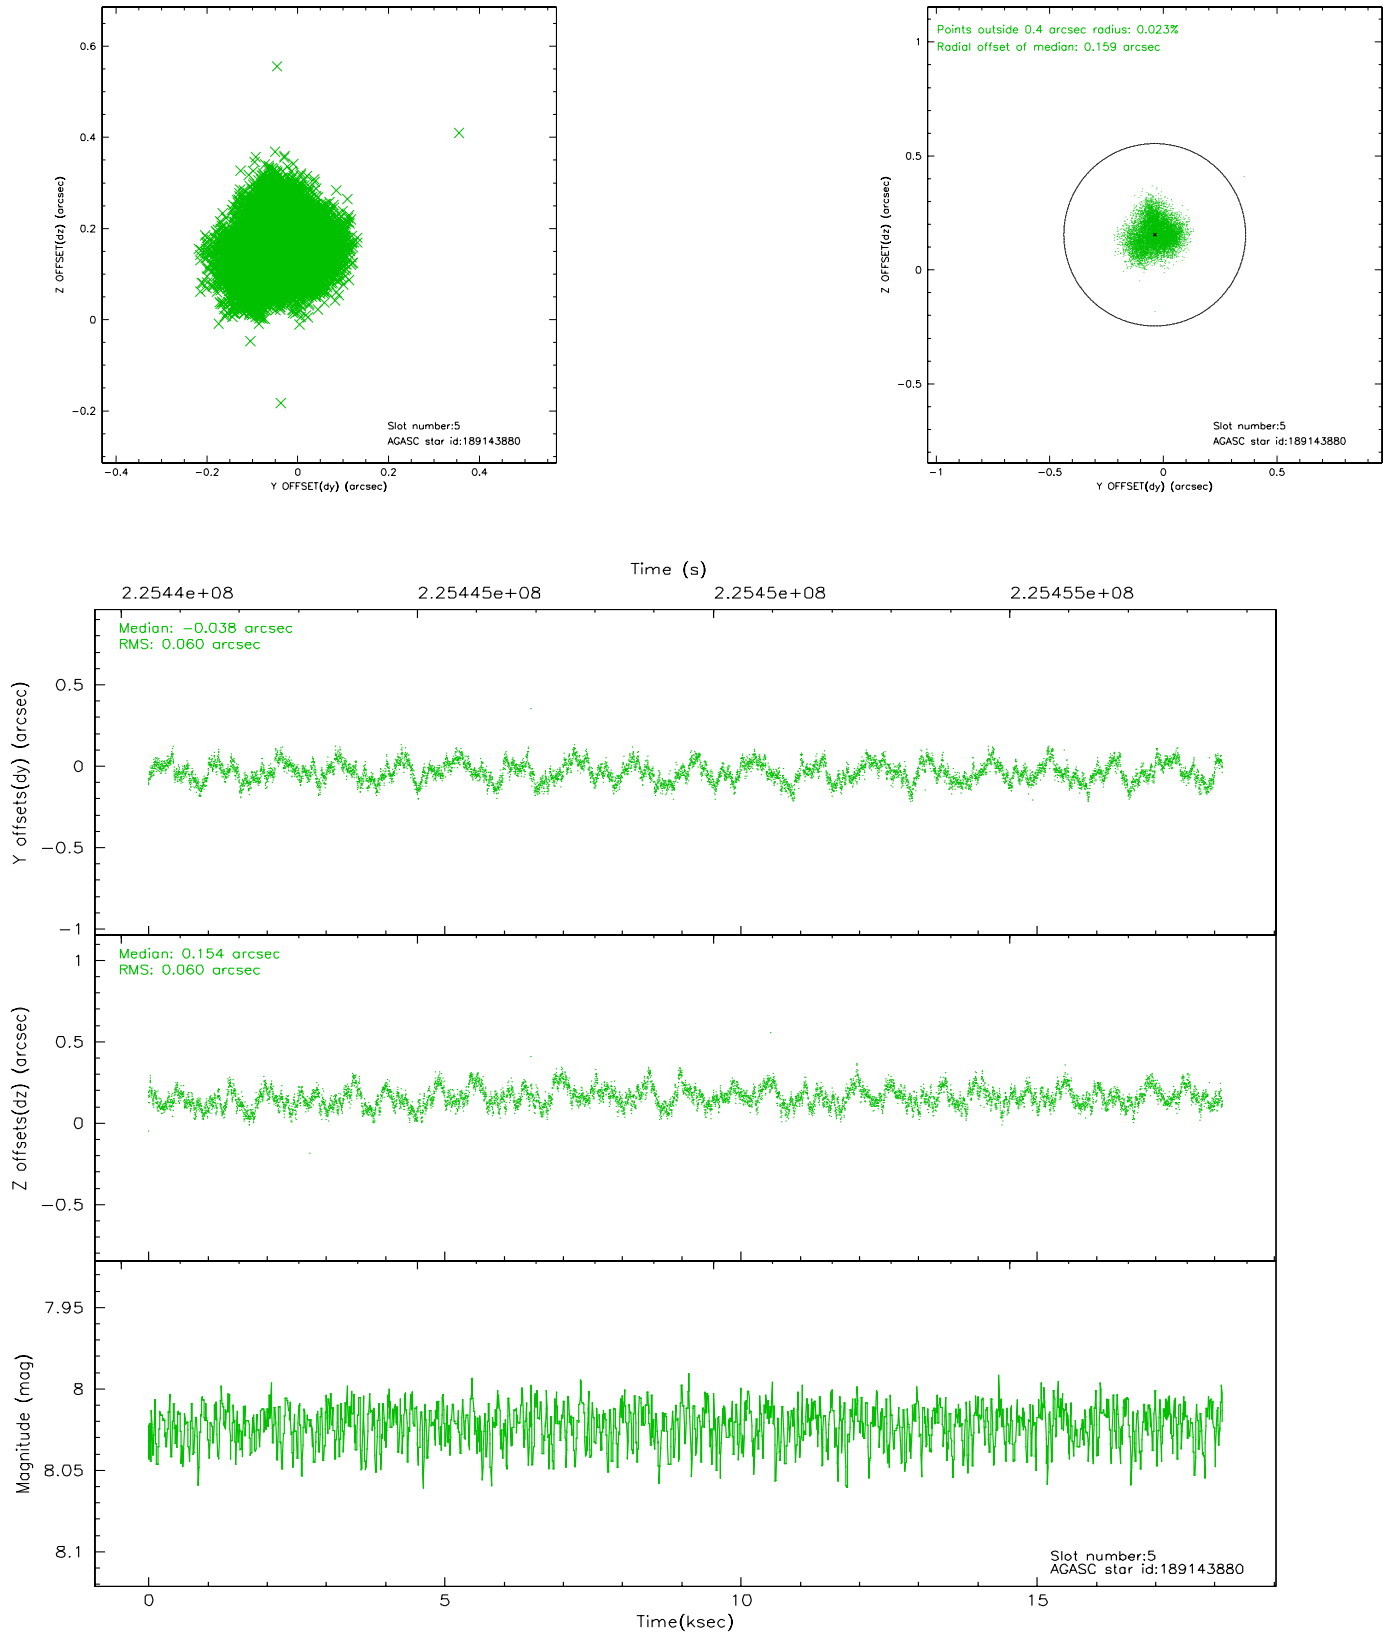 0.6
0.4
0.2
0
−0.2
Z OFFSET(dz) (arcsec)
−0.4 −0.2 0 0.2 0.4
Y OFFSET(dy) (arcsec)
Slot number:5
AGASC star id:189143880
Points outside 0.4 arcsec radius: 0.023%
Radial offset of median: 0.159 arcsec
1
0.5
0
−0.5
Z OFFSET(dz) (arcsec)
−1 −0.5 0 0.5
Y OFFSET(dy) (arcsec)
Slot number:5
AGASC star id:189143880
Time (s)
2.2544e+08 2.25445e+08 2.2545e+08 2.25455e+08
Median: −0.038 arcsec
RMS: 0.060 arcsec
0.5
0
−0.5
−1
Y offsets(dy) (arcsec)
Median: 0.154 arcsec
RMS: 0.060 arcsec
1
0.5
0
−0.5
Z offsets(dz) (arcsec)
7.95
8
8.05
8.1
Magnitude (mag)
Slot number:5
AGASC star id:189143880
0 5 10 15
Time(ksec)